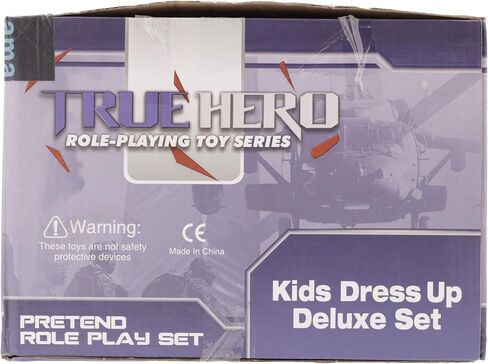 ama
TRUE HERO
ROLE-PLAYING TOY SERIES
Warning:
These toys are not safety
protective devices
CE
Made In China
Kids Dress Up
Deluxe Set
PRETEND
ROLE PLAY SET